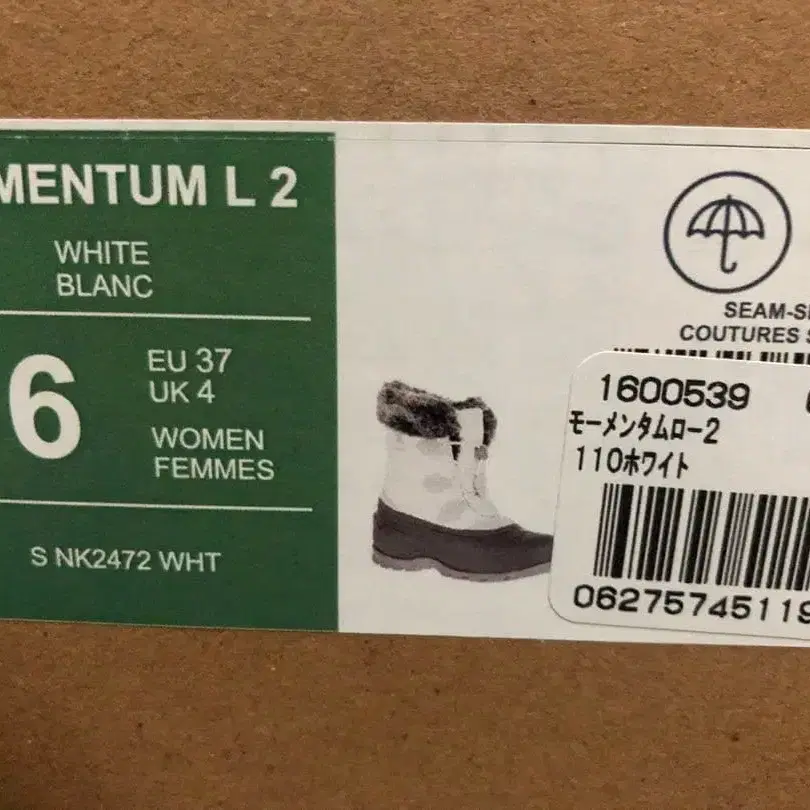 MENTUM L 2
WHITE
BLANC
6
EU 37
UK 4
WOMEN
FEMMES
S NK2472 WHT
SEAM-S
COUTURES S
1600539
モーメンタムロー2
110ホワイト
06275745119